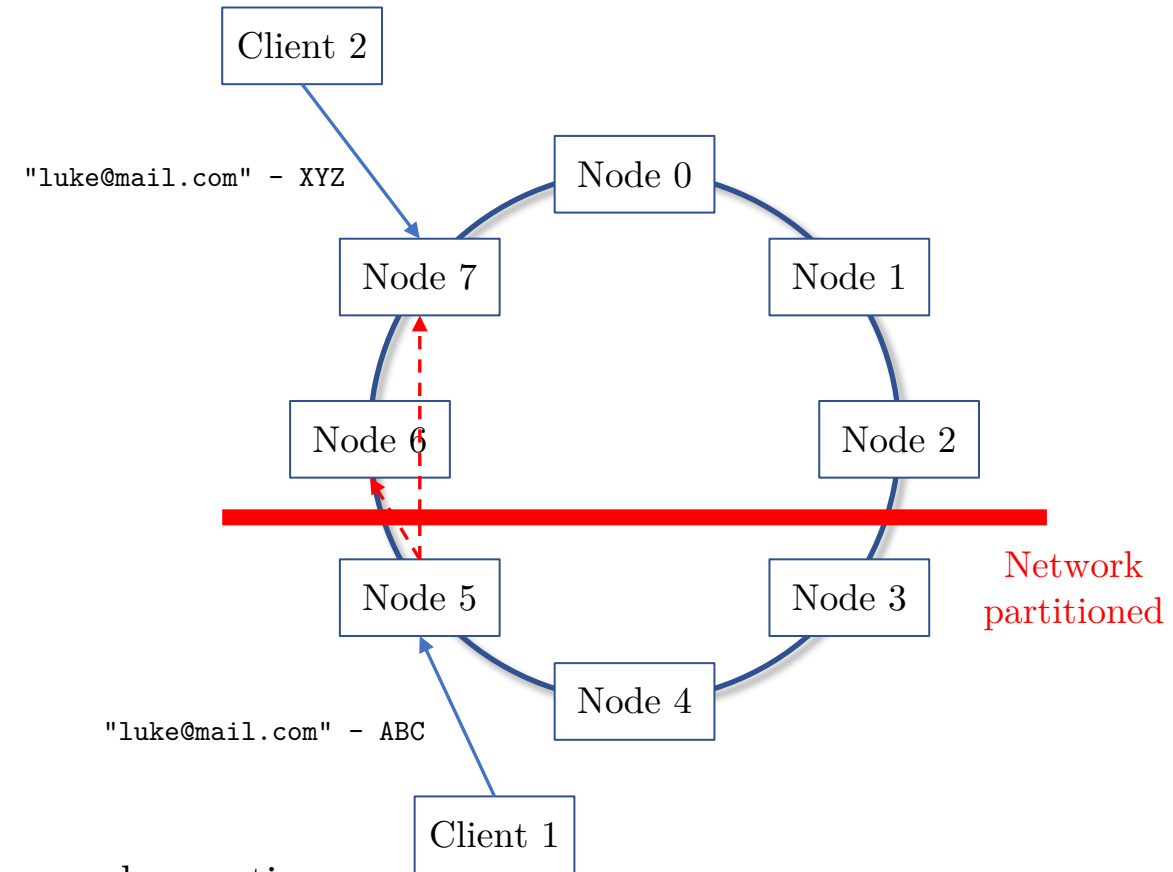 Client 2
"luke@mail.com" - XYZ
Node 0
Node 7
Node 1
Node 6
Node 2
Network
partitioned
Node 5
Node 3
Node 4
"luke@mail.com" - ABC
Client 1